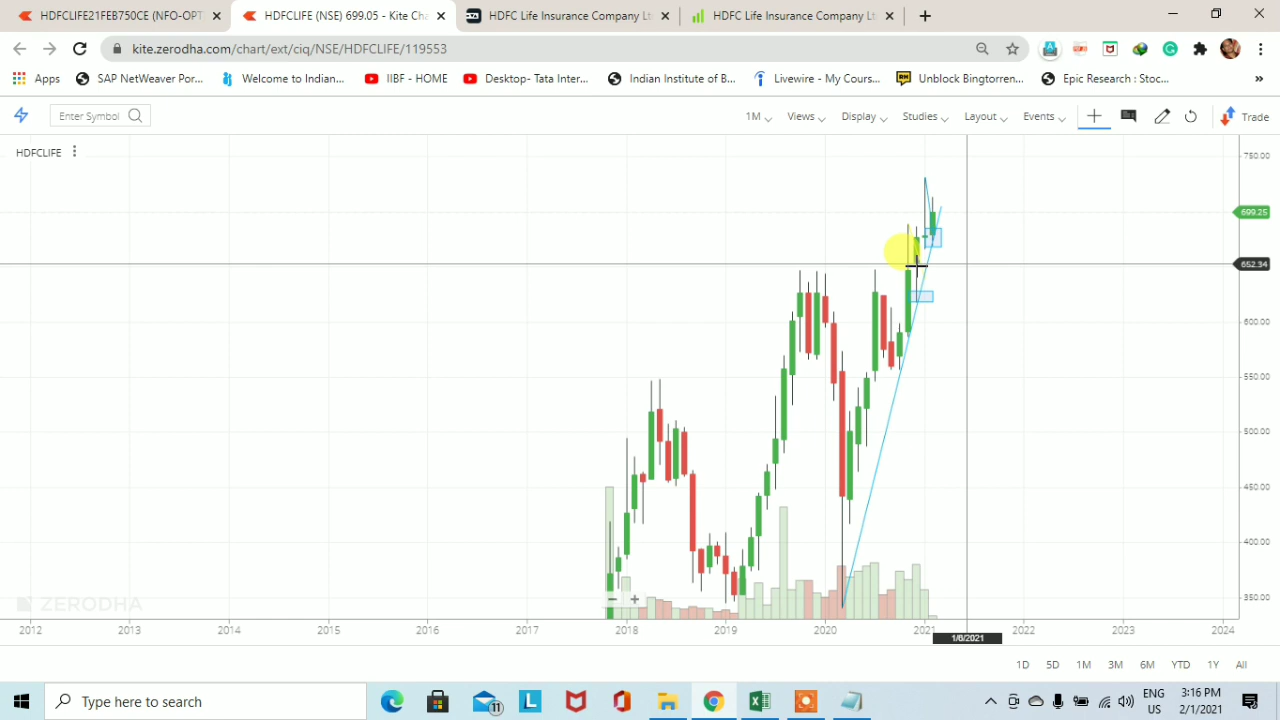 HDFCLIFE21FEB750CE (NFO-OPT)
HDFCLIFE (NSE) 699.05 - Kite Cha
HDFC Life Insurance Company Lt
HDFC Life Insurance Company Lt
kite.zerodha.com/chart/ext/ciq/NSE/HDFCLIFE/119553
Apps
SAP NetWeaver Por...
Welcome to Indian...
IIBF - HOME
Desktop- Tata Inter...
Indian Institute of B...
Livewire - My Cours...
Unblock Bingtorren...
Epic Research : Stoc...
Enter Symbol
1M
Views
Display
Studies
Layout
Events
Trade
HDFCLIFE
750.00
699.25
652.34
600.00
550.00
500.00
450.00
400.00
350.00
ZERODHA
2012 2013 2014 2015 2016 2017 2018 2019 2020 2021 2022 2023 2024
1/6/2021
1D 5D 1M 3M 6M YTD 1Y All
Type here to search
11
ENG
US
3:16 PM
2/1/2021